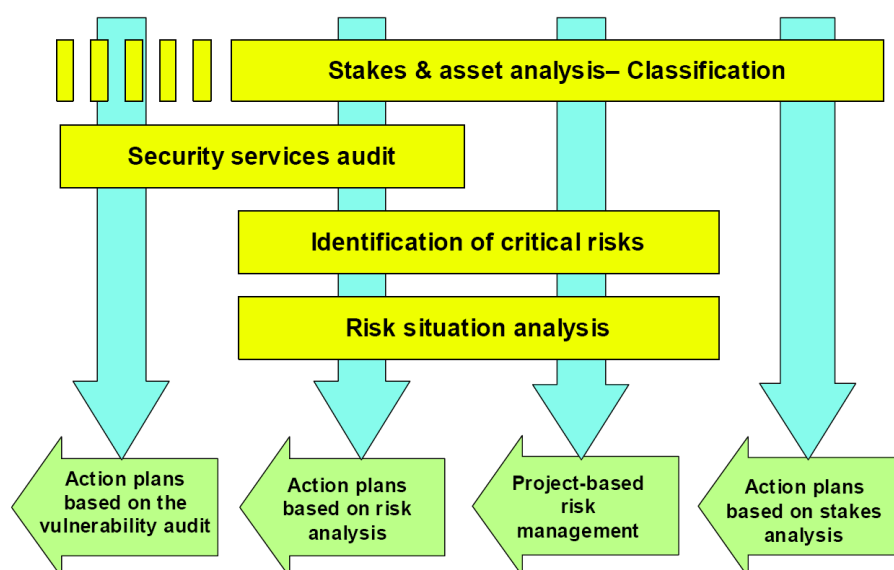 Stakes & asset analysis– Classification
Security services audit
Identification of critical risks
Risk situation analysis
Action plans
based on the
vulnerability audit
Action plans
based on risk
analysis
Project-based
risk
management
Action plans
based on stakes
analysis